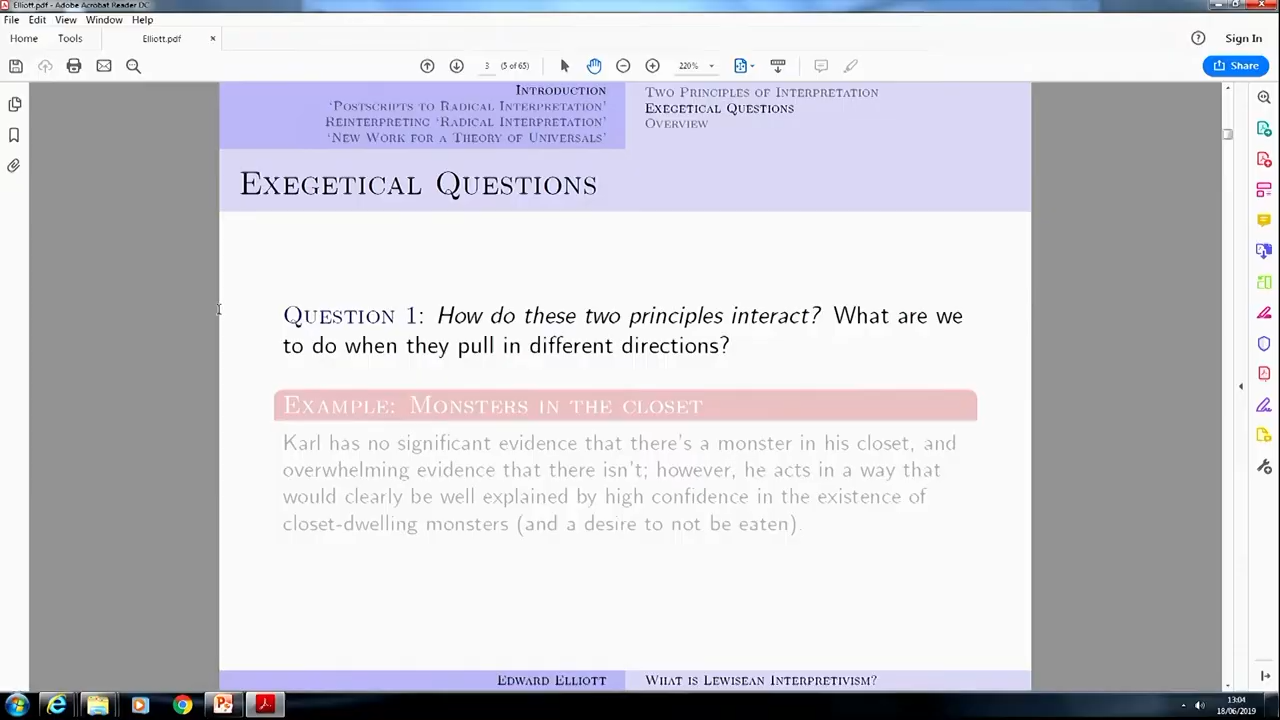 Elliott.pdf - Adobe Acrobat Reader DC
File Edit View Window Help
Home Tools Elliott.pdf × Sign In
3 (5 of 65) 220% Share
INTRODUCTION
'POSTSCRIPTS TO RADICAL INTERPRETATION'
REINTERPRETING 'RADICAL INTERPRETATION'
'NEW WORK FOR A THEORY OF UNIVERSALS'
TWO PRINCIPLES OF INTERPRETATION
EXEGETICAL QUESTIONS
OVERVIEW
EXEGETICAL QUESTIONS
QUESTION 1: How do these two principles interact? What are we
to do when they pull in different directions?
EXAMPLE: MONSTERS IN THE CLOSET
Karl has no significant evidence that there's a monster in his closet, and
overwhelming evidence that there isn't; however, he acts in a way that
would clearly be well explained by high confidence in the existence of
closet-dwelling monsters (and a desire to not be eaten).
EDWARD ELLIOTT WHAT IS LEWISEAN INTERPRETIVISM?
13:04
18/06/2019